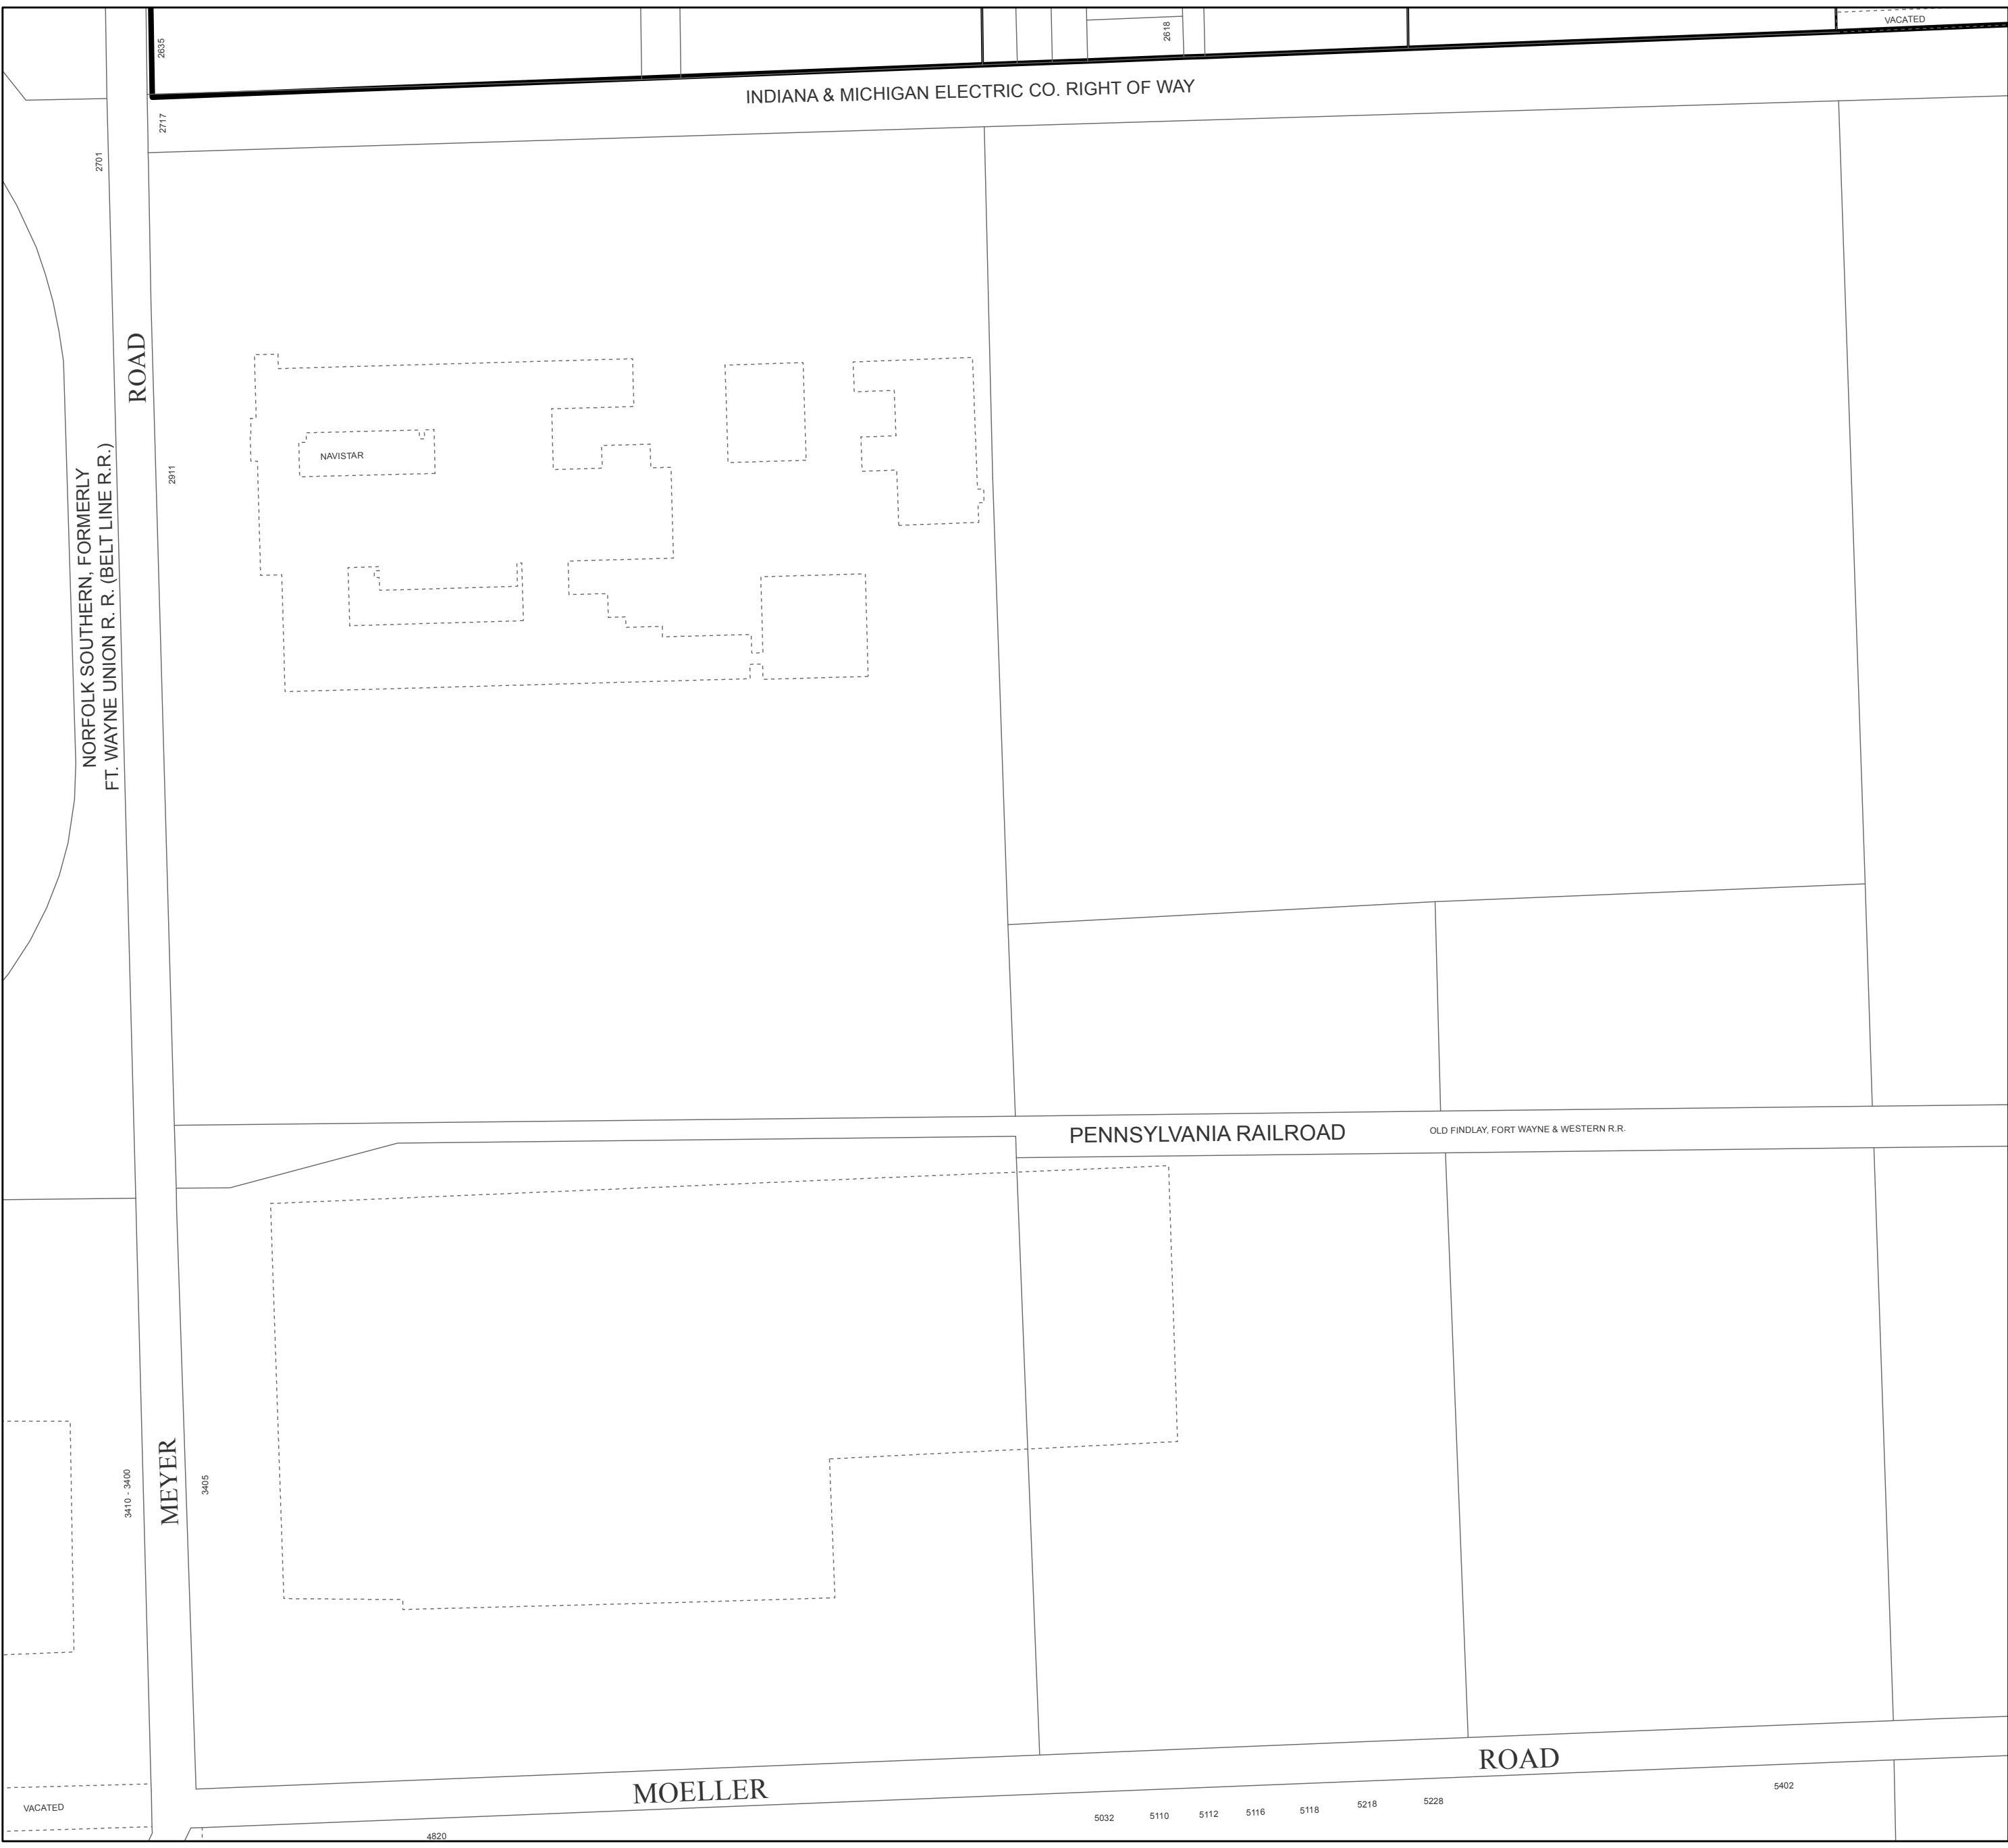 VACATED
2635
2618
INDIANA & MICHIGAN ELECTRIC CO. RIGHT OF WAY
2717
2701
ROAD
NAVISTAR
2911
NORFOLK SOUTHERN, FORMERLY
FT. WAYNE UNION R. R. (BELT LINE R.R.)
PENNSYLVANIA RAILROAD
OLD FINDLAY, FORT WAYNE & WESTERN R.R.
MEYER
3405
3410 - 3400
ROAD
MOELLER
5402
5228
5218
5118
5116
5112
5110
5032
VACATED
4820